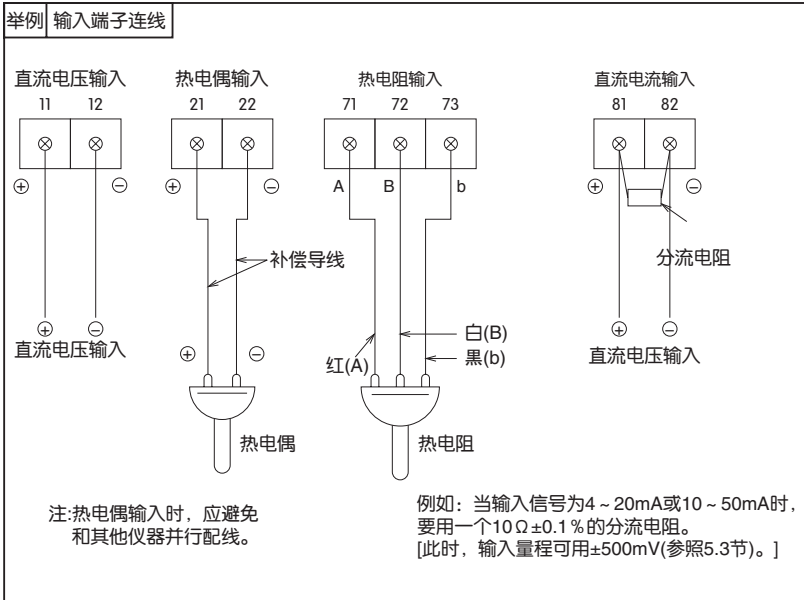 举例 输入端子连线
直流电压输入 热电偶输入 热电阻输入 直流电流输入
11 12 21 22 71 72 73 81 82
⊕ ⊖ ⊕ ⊖ A B b ⊕ ⊖
补偿导线
分流电阻
⊕ ⊖ ⊕ ⊖
直流电压输入 直流电压输入
⊕ ⊖
白(B)
红(A)
黒(b)
热电偶 热电阻
注:热电偶输入时，应避免
和其他仪器并行配线。
例如：当输入信号为4～20mA或10～50mA时，
要用一个10Ω±0.1%的分流电阻。
[此时，输入量程可用±500mV(参照5.3节)。]